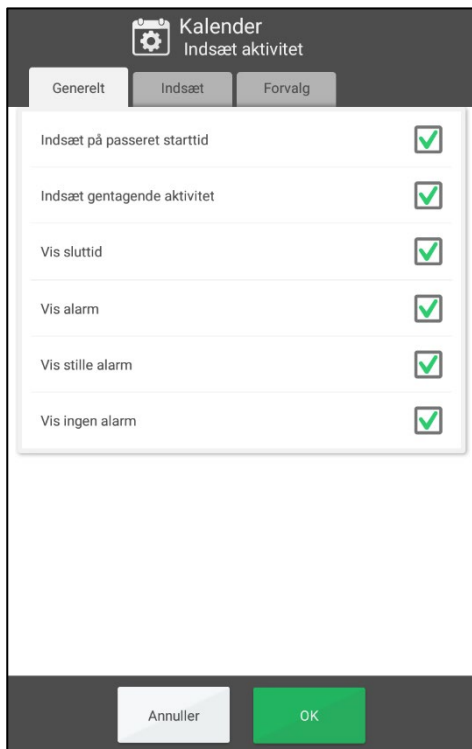 Kalender
Indsæt aktivitet
Generelt
Indsæt
Forvalg
Indsæt på passeret starttid
Indsæt gentagende aktivitet
Vis sluttid
Vis alarm
Vis stille alarm
Vis ingen alarm
Annuller
OK